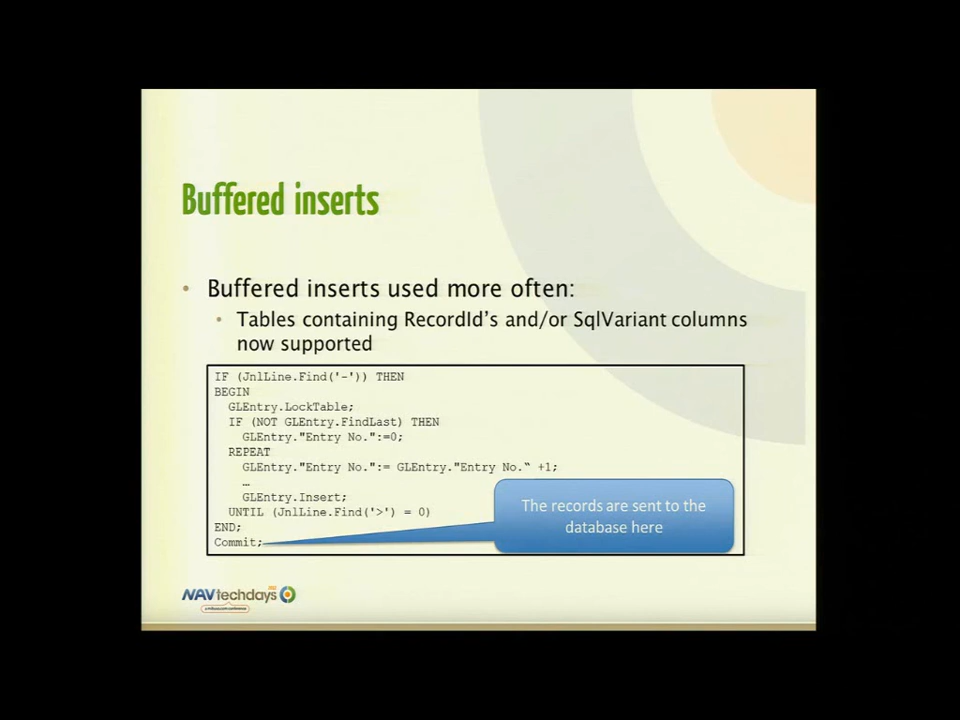 Buffered inserts
• Buffered inserts used more often:
• Tables containing RecordId's and/or SqlVariant columns
now supported
IF (JnlLine.Find('-')) THEN
BEGIN
GLEntry.LockTable;
IF (NOT GLEntry.FindLast) THEN
GLEntry."Entry No.":=0;
REPEAT
GLEntry."Entry No.":= GLEntry."Entry No.“ +1;
…
GLEntry.Insert;
UNTIL (JnlLine.Find('>') = 0)
END;
Commit;
The records are sent to the
database here
NAVtechdays